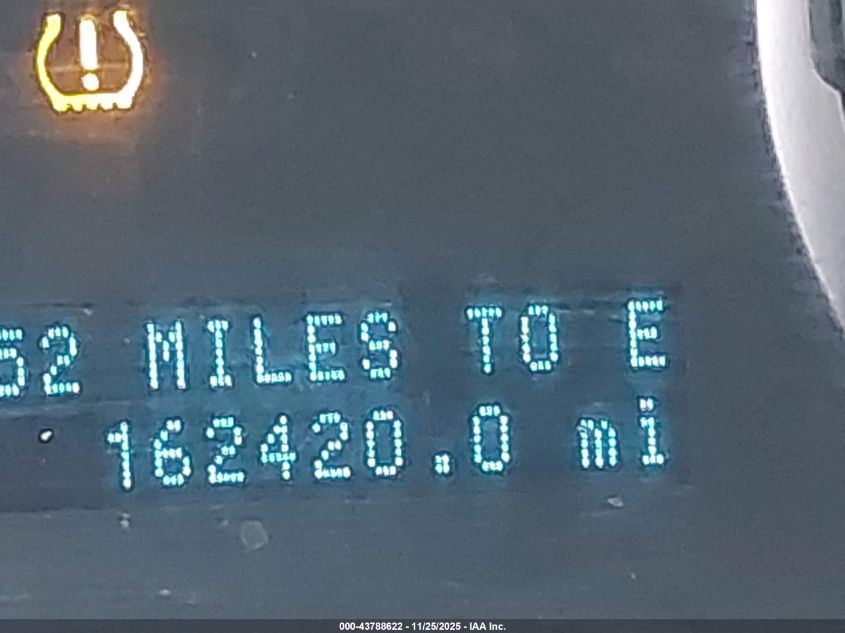 52 MILES TO E
162420.0 mi
000-43788622 - 11/25/2025 - IAA Inc.